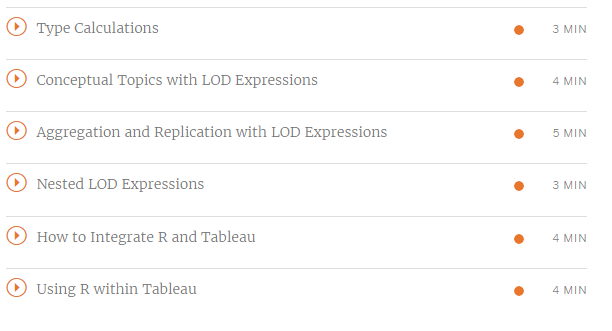 Type Calculations 3 MIN
Conceptual Topics with LOD Expressions 4 MIN
Aggregation and Replication with LOD Expressions 5 MIN
Nested LOD Expressions 3 MIN
How to Integrate R and Tableau 4 MIN
Using R within Tableau 4 MIN